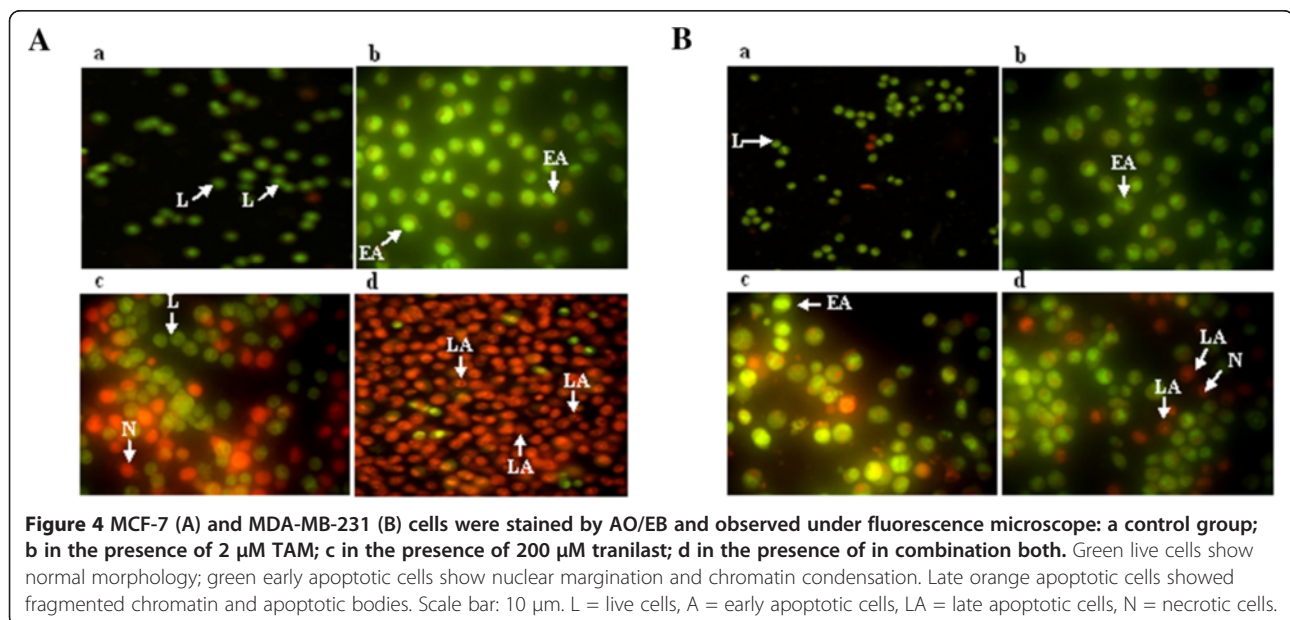 A
B
a
b
a
b
L
L
EA
EA
L
EA
c
d
c
d
L
N
LA
LA
LA
EA
LA
N
LA
Figure 4 MCF-7 (A) and MDA-MB-231 (B) cells were stained by AO/EB and observed under fluorescence microscope: a control group;
b in the presence of 2 μM TAM; c in the presence of 200 μM tranilast; d in the presence of in combination both. Green live cells show
normal morphology; green early apoptotic cells show nuclear margination and chromatin condensation. Late orange apoptotic cells showed
fragmented chromatin and apoptotic bodies. Scale bar: 10 μm. L = live cells, A = early apoptotic cells, LA = late apoptotic cells, N = necrotic cells.